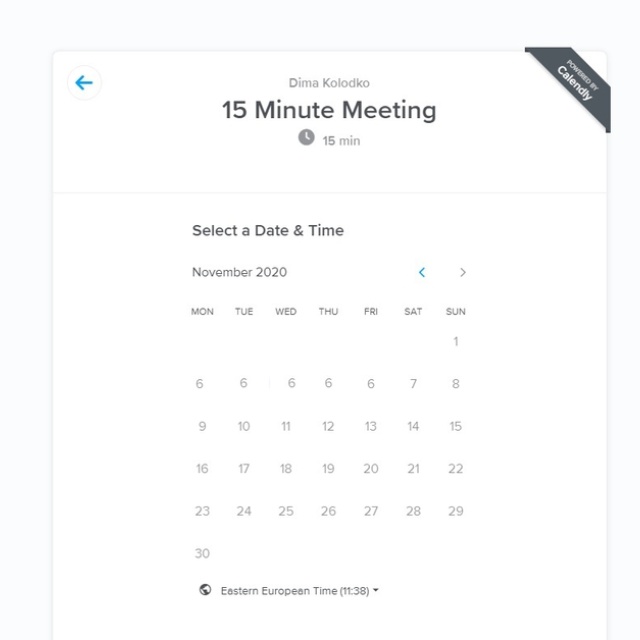 POWERED BY
Calendly
Dima Kolodko
15 Minute Meeting
15 min
Select a Date & Time
November 2020
MON TUE WED THU FRI SAT SUN
1
6 6 6 6 6 7 8
9 10 11 12 13 14 15
16 17 18 19 20 21 22
23 24 25 26 27 28 29
30
Eastern European Time (11:38)